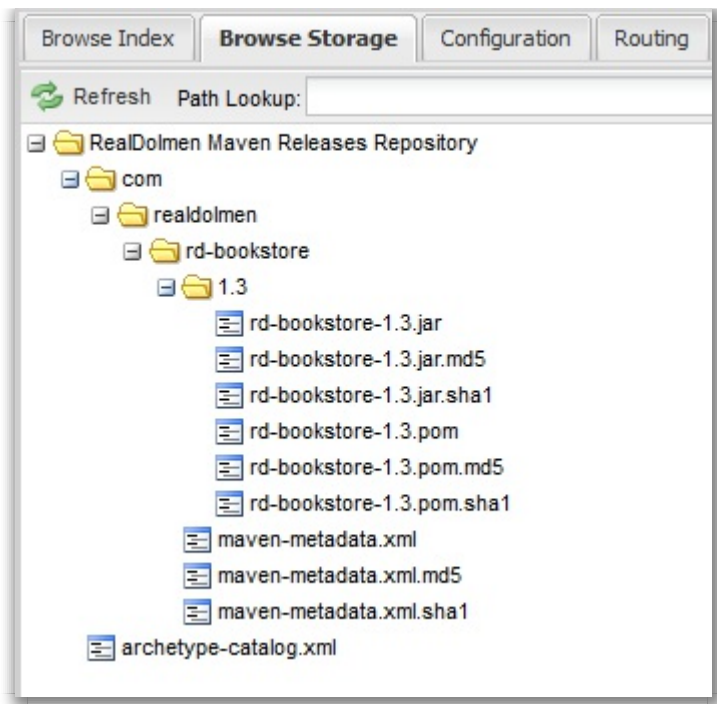 Browse Index Browse Storage Configuration Routing
Refresh Path Lookup:
RealDolmen Maven Releases Repository
com
realdolmen
rd-bookstore
1.3
rd-bookstore-1.3.jar
rd-bookstore-1.3.jar.md5
rd-bookstore-1.3.jar.sha1
rd-bookstore-1.3.pom
rd-bookstore-1.3.pom.md5
rd-bookstore-1.3.pom.sha1
maven-metadata.xml
maven-metadata.xml.md5
maven-metadata.xml.sha1
archetype-catalog.xml